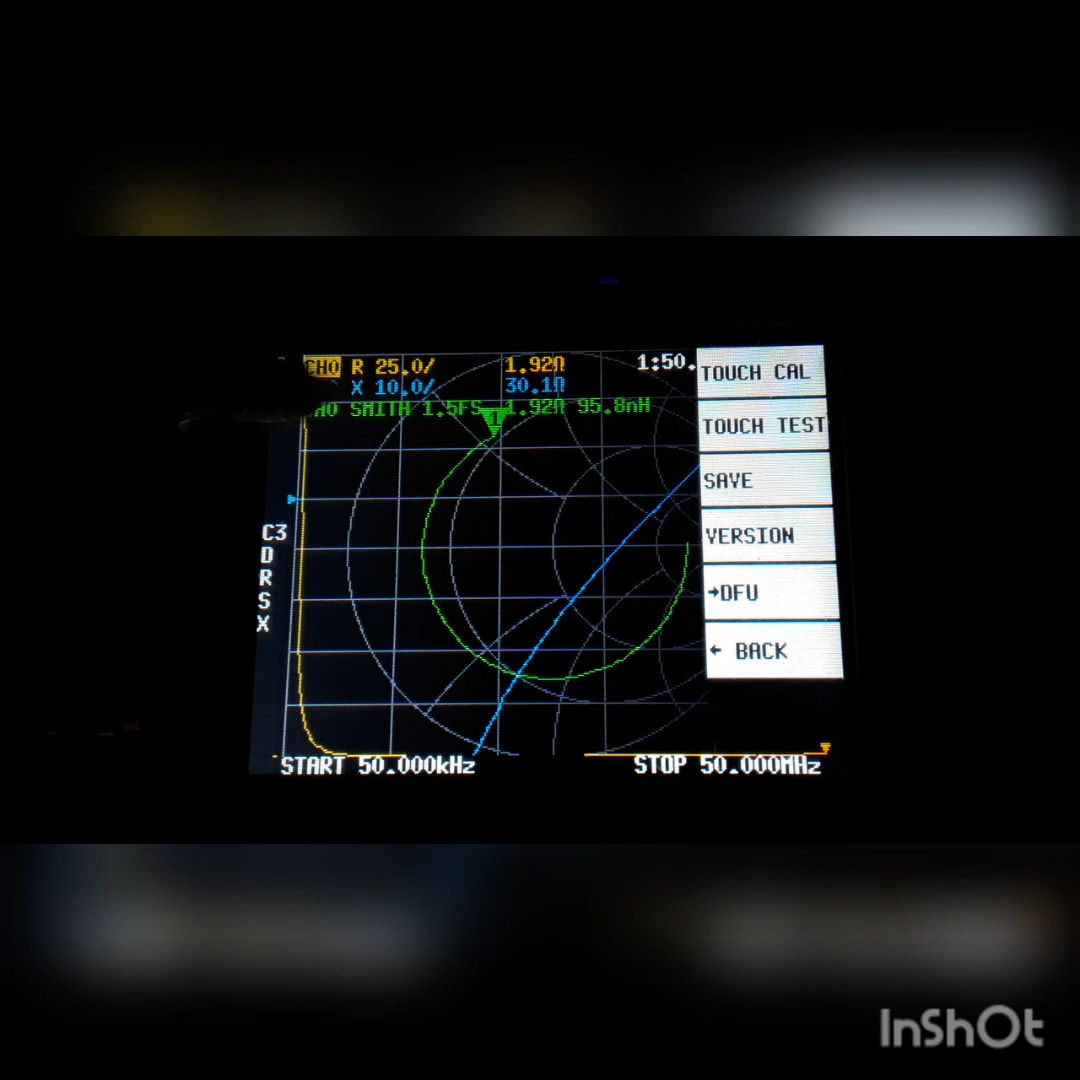 CH0 R 25.0/ 1.92Ω 1:50.
X 10.0/ 30.1Ω
SMITH 1.5FS 1.92Ω 95.8nH
TOUCH CAL
TOUCH TEST
SAVE
VERSION
→DFU
← BACK
C3
D
R
S
X
START 50.000kHz STOP 50.000MHz
InShOt